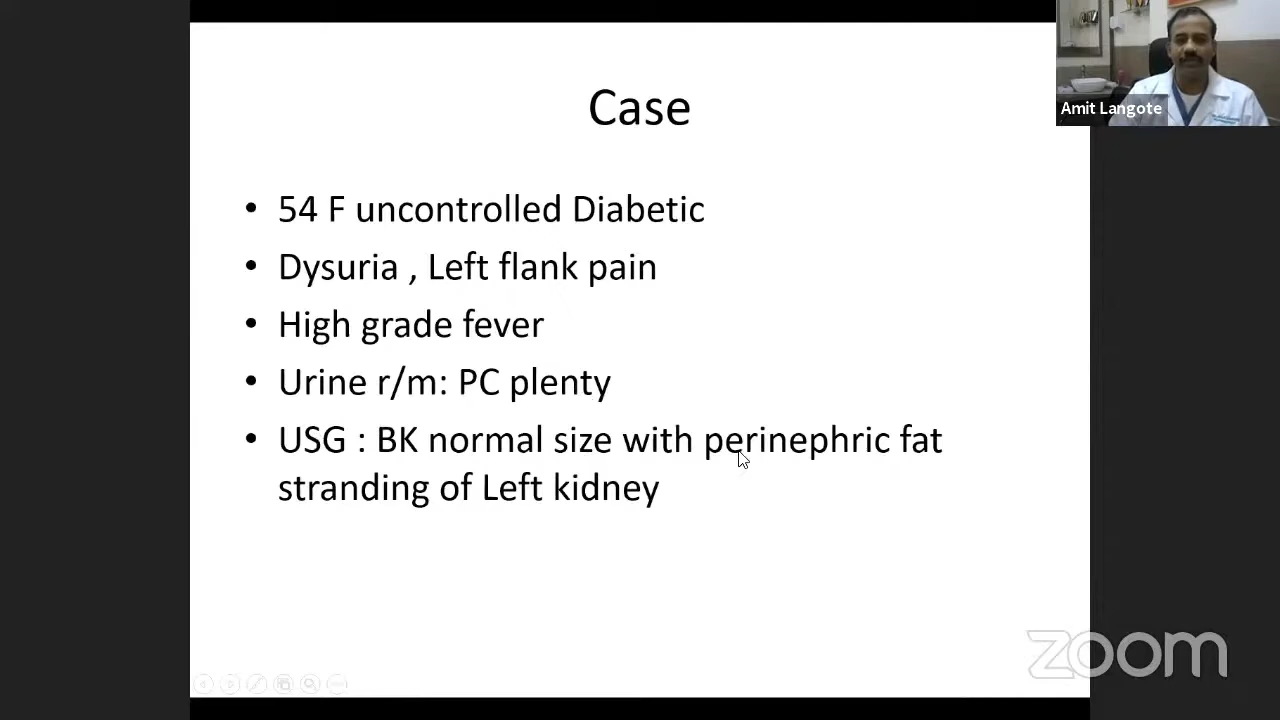 Case
Amit Langote
• 54 F uncontrolled Diabetic
• Dysuria , Left flank pain
• High grade fever
• Urine r/m: PC plenty
• USG : BK normal size with perinephric fat
stranding of Left kidney
zoom